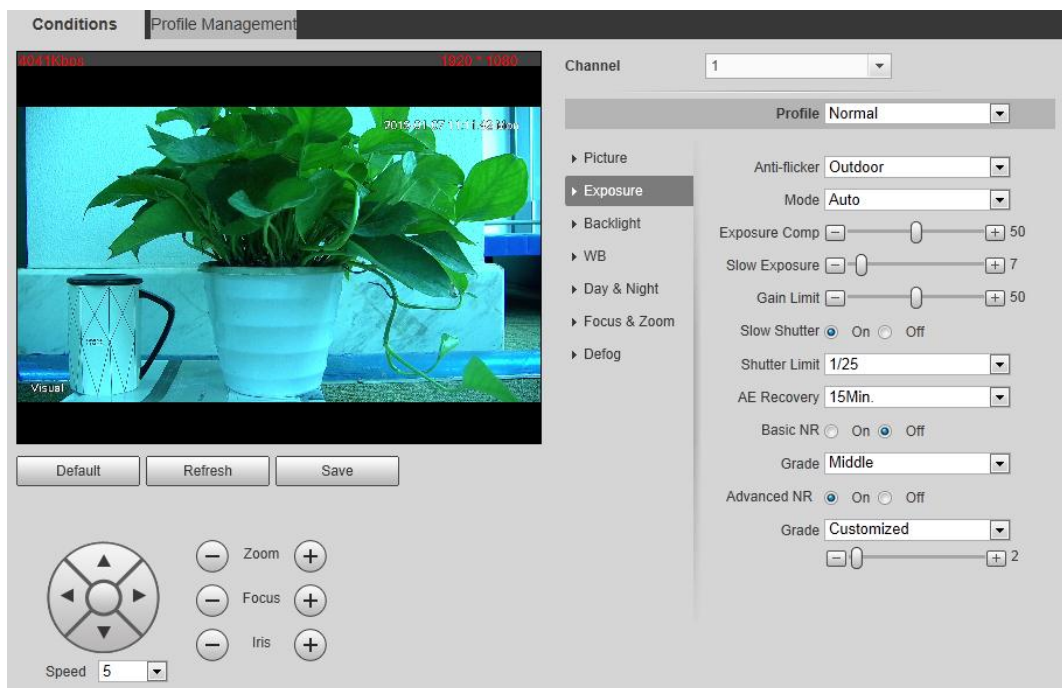 Conditions
Profile Management
4041Kbps
1920 * 1080
Visual
Default
Refresh
Save
Zoom
Focus
Iris
Speed 5
Channel 1
Profile Normal
Picture
Exposure
Backlight
WB
Day & Night
Focus & Zoom
Defog
Anti-flicker Outdoor
Mode Auto
Exposure Comp 50
Slow Exposure 7
Gain Limit 50
Slow Shutter On Off
Shutter Limit 1/25
AE Recovery 15Min.
Basic NR On Off
Grade Middle
Advanced NR On Off
Grade Customized
2